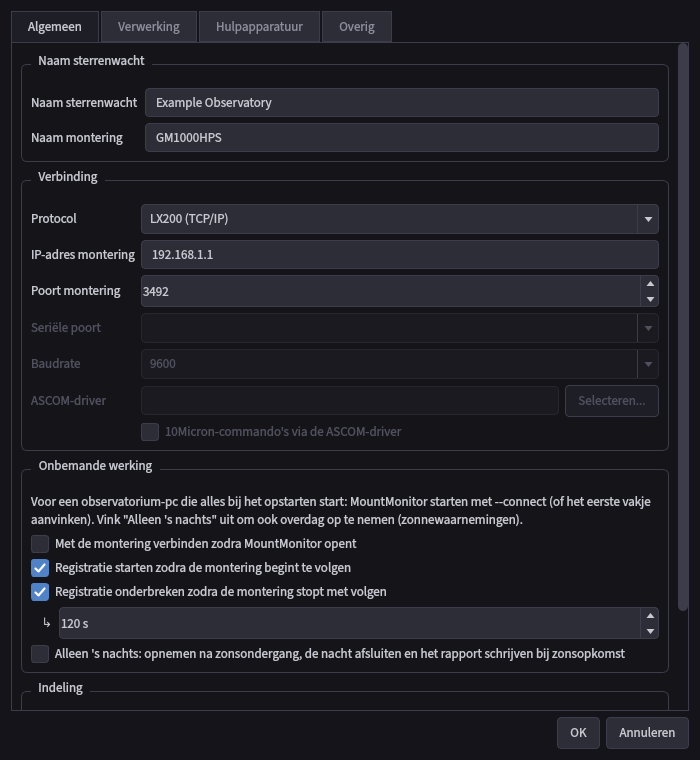 Algemeen Verwerking Hulpapparatuur Overig
Naam sterrenwacht
Naam sterrenwacht Example Observatory
Naam montering GM1000HPS
Verbinding
Protocol LX200 (TCP/IP)
IP-adres montering 192.168.1.1
Poort montering 3492
Seriële poort
Baudrate 9600
ASCOM-driver Selecteren...
10Micron-commando's via de ASCOM-driver
Onbemande werking
Voor een observatorium-pc die alles bij het opstarten start: MountMonitor starten met --connect (of het eerste vakje
aanvinken). Vink "Alleen 's nachts" uit om ook overdag op te nemen (zonnewaarnemingen).
Met de montering verbinden zodra MountMonitor opent
Registratie starten zodra de montering begint te volgen
Registratie onderbreken zodra de montering stopt met volgen
↳ 120 s
Alleen 's nachts: opnemen na zonsondergang, de nacht afsluiten en het rapport schrijven bij zonsopkomst
Indeling
OK Annuleren